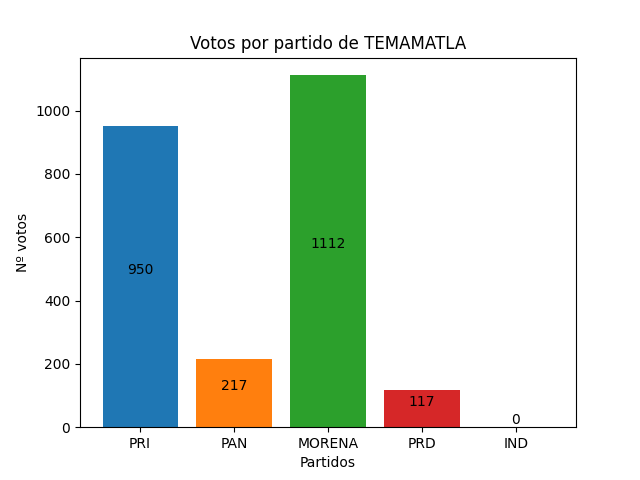 Votos por partido de TEMAMATLA
Nº votos
1000
800
600
400
200
0
950
217
1112
117
0
PRI PAN MORENA PRD IND
Partidos